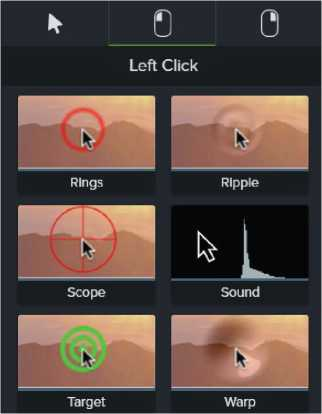 Left Click
Rings
Ripple
Scope
Sound
Target
Warp